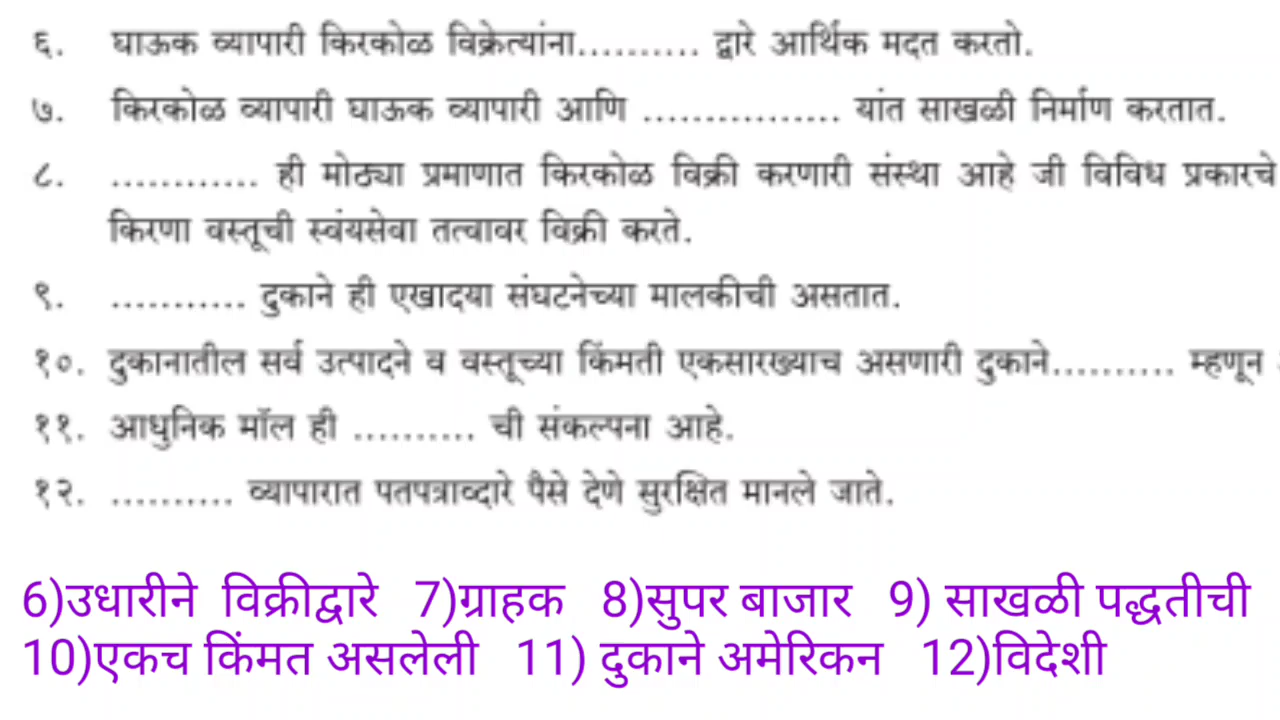 ६. घाऊक व्यापारी किरकोळ विक्रेत्यांना.......... द्वारे आर्थिक मदत करतो.
७. किरकोळ व्यापारी घाऊक व्यापारी आणि ................ यांत साखळी निर्माण करतात.
८. ............ ही मोठ्या प्रमाणात किरकोळ विक्री करणारी संस्था आहे जी विविध प्रकारचे
किरणा वस्तूची स्वंयसेवा तत्वावर विक्री करते.
९. ........... दुकाने ही एखादया संघटनेच्या मालकीची असतात.
१०. दुकानातील सर्व उत्पादने व वस्तूच्या किंमती एकसारख्याच असणारी दुकाने.......... म्हणून
११. आधुनिक मॉल ही .......... ची संकल्पना आहे.
१२. .......... व्यापारात पतपत्राव्दारे पैसे देणे सुरक्षित मानले जाते.
6)उधारीने विक्रीद्वारे 7)ग्राहक 8)सुपर बाजार 9) साखळी पद्धतीची
10)एकच किंमत असलेली 11) दुकाने अमेरिकन 12)विदेशी